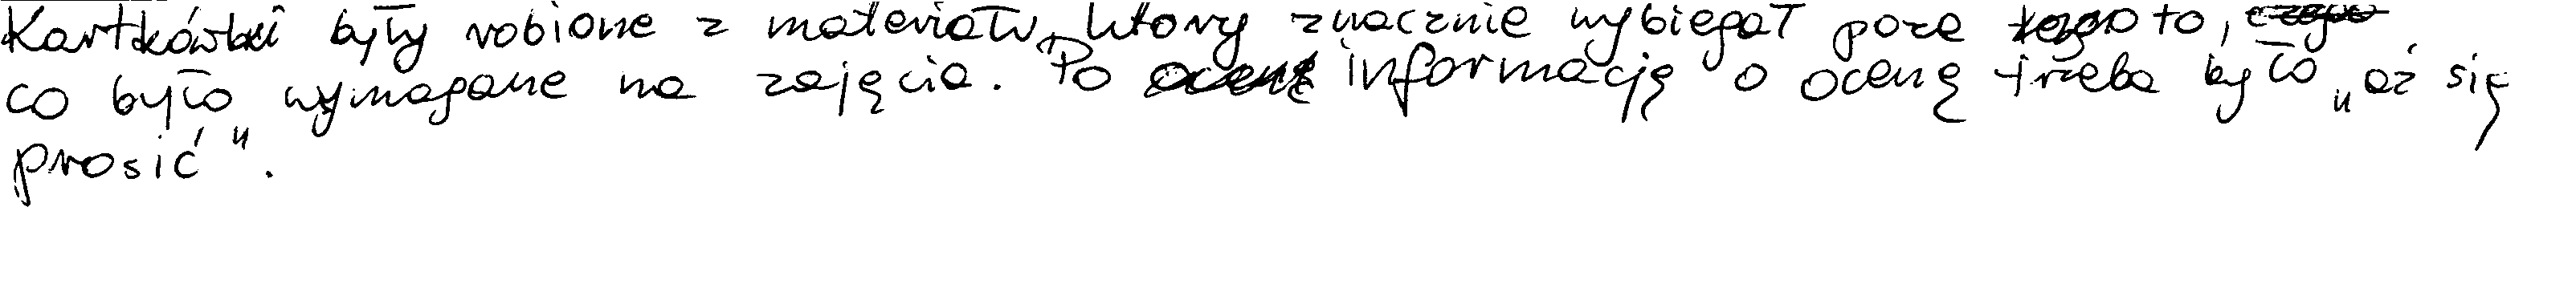 Kartkówki były robione z materiału, który znacznie wybiegał poza to,
co było wymagane na zajęcia. Po informację o ocenę trzeba było „aż się
prosić".